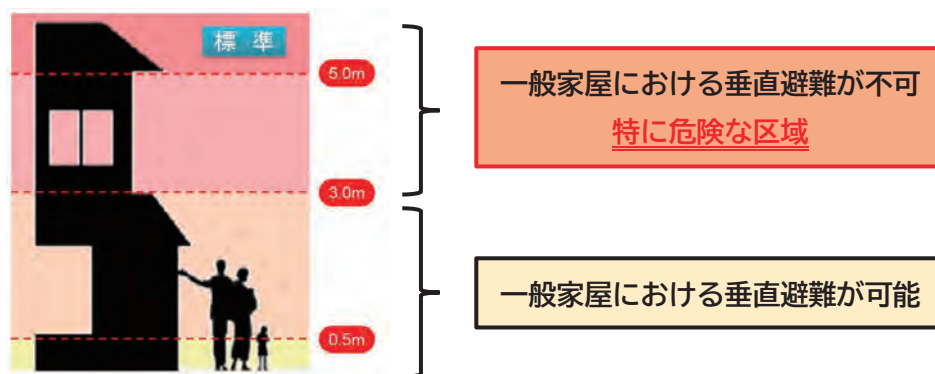 標 準
5.0m
一般家屋における垂直避難が不可
特に危険な区域
3.0m
一般家屋における垂直避難が可能
0.5m